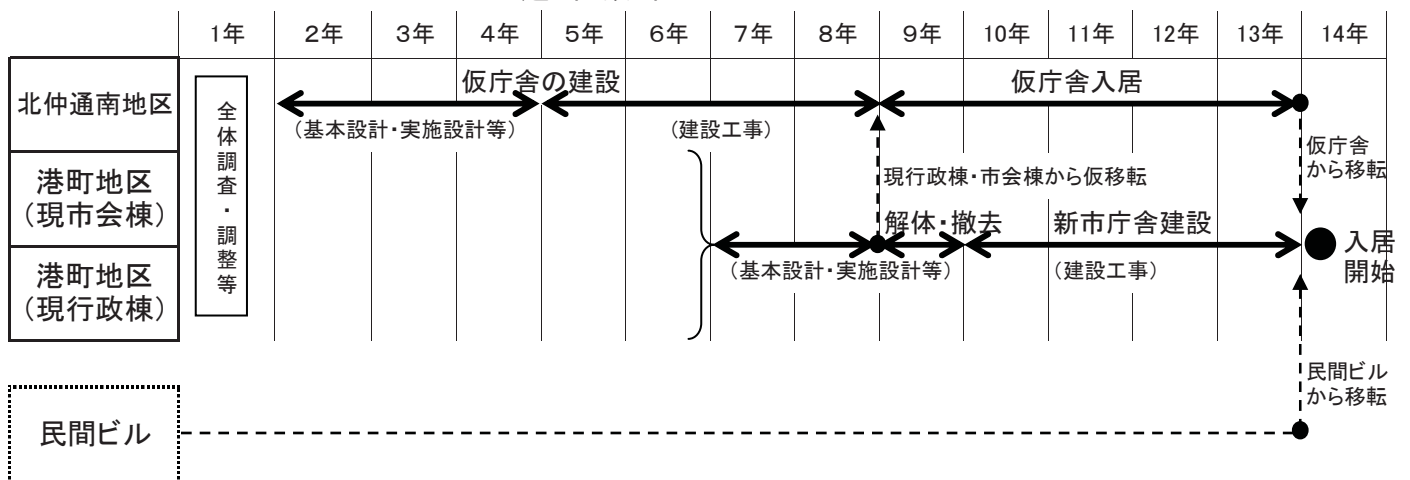 1年 2年 3年 4年 5年 6年 7年 8年 9年 10年 11年 12年 13年 14年
北仲通南地区
全体調査・調整等
仮庁舎の建設
仮庁舎入居
(基本設計・実施設計等)
(建設工事)
仮庁舎
から移転
港町地区
(現市会棟)
現行政棟・市会棟から仮移転
解体・撤去
新市庁舎建設
入居
開始
(基本設計・実施設計等)
(建設工事)
港町地区
(現行政棟)
民間ビル
から移転
民間ビル